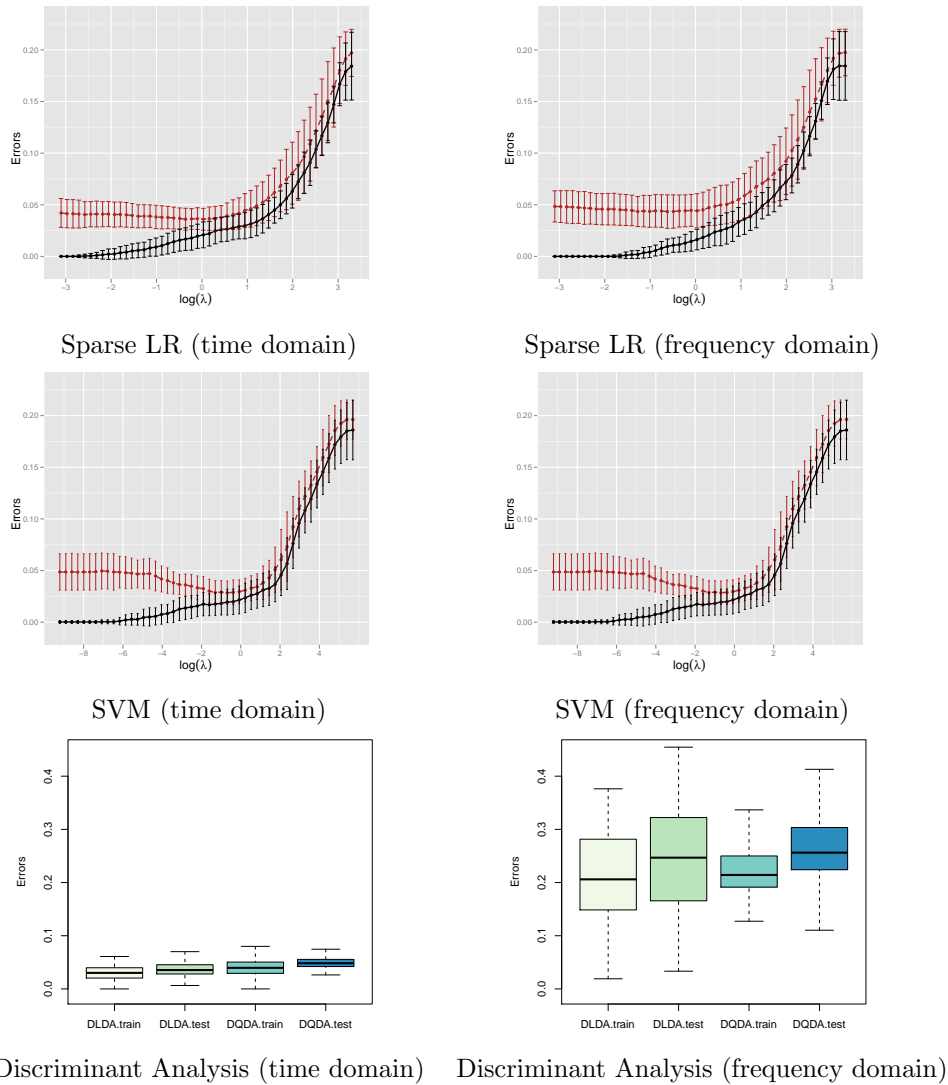 0.20
0.15
0.10
0.05
0.00
Errors
−3 −2 −1 0 1 2 3
log(λ)
0.20
0.15
0.10
0.05
0.00
Errors
−3 −2 −1 0 1 2 3
log(λ)
Sparse LR (time domain) Sparse LR (frequency domain)
0.20
0.15
0.10
0.05
0.00
Errors
−8 −6 −4 −2 0 2 4
log(λ)
0.20
0.15
0.10
0.05
0.00
Errors
−8 −6 −4 −2 0 2 4
log(λ)
SVM (time domain) SVM (frequency domain)
0.4
0.3
0.2
0.1
0.0
Errors
DLDA.train DLDA.test DQDA.train DQDA.test
0.4
0.3
0.2
0.1
0.0
Errors
DLDA.train DLDA.test DQDA.train DQDA.test
Discriminant Analysis (time domain) Discriminant Analysis (frequency domain)